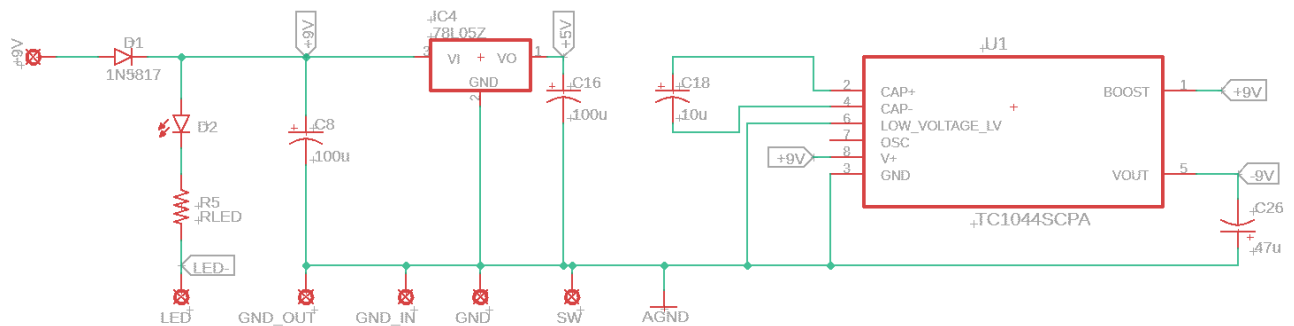 +9V
D1
1N5817
D2
R5
RLED
LED-
LED
+9V
C8
100u
GND_OUT
GND_IN
IC4
78L05Z
3
VI
VO
1
GND
2
GND
+5V
C16
100u
SW
C18
10u
AGND
U1
2
CAP+
4
CAP-
6
LOW_VOLTAGE_LV
7
OSC
+9V
8
V+
3
GND
BOOST
1
+9V
VOUT
5
-9V
TC1044SCPA
C26
47u